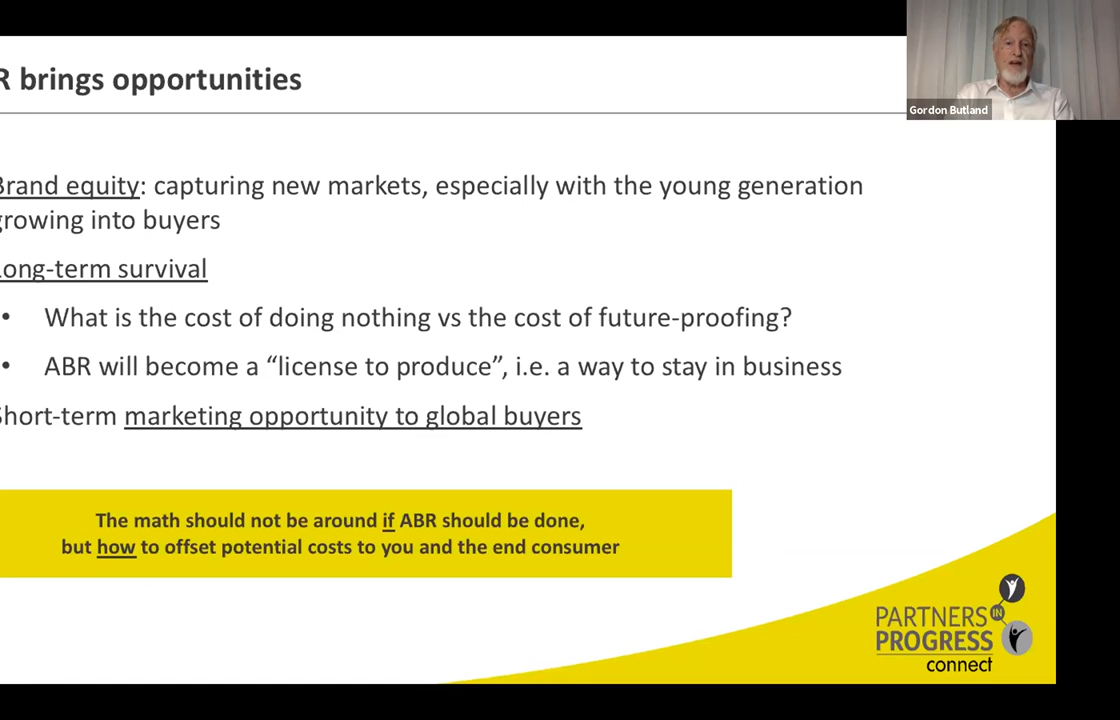 R brings opportunities
Gordon Butland
Brand equity: capturing new markets, especially with the young generation
growing into buyers
Long-term survival
• What is the cost of doing nothing vs the cost of future-proofing?
• ABR will become a “license to produce”, i.e. a way to stay in business
Short-term marketing opportunity to global buyers
The math should not be around if ABR should be done,
but how to offset potential costs to you and the end consumer
PARTNERS IN
PROGRESS
connect